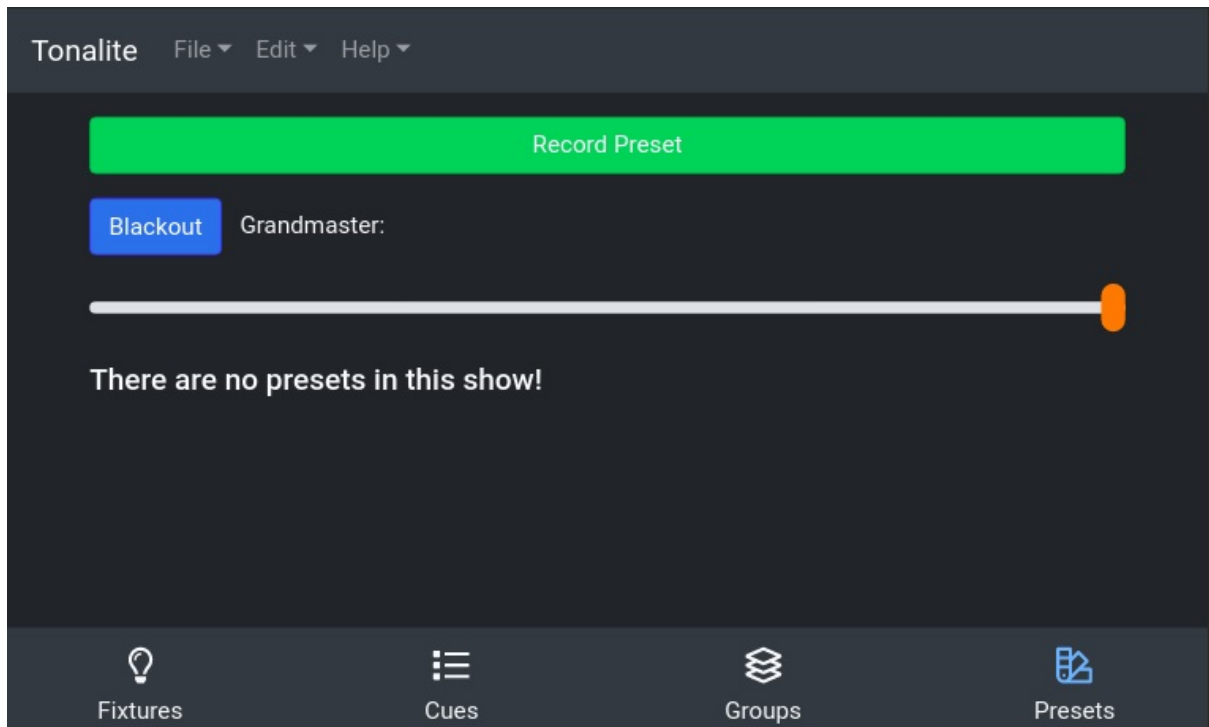 Tonalite File Edit Help
Record Preset
Blackout Grandmaster:
There are no presets in this show!
Fixtures Cues Groups Presets